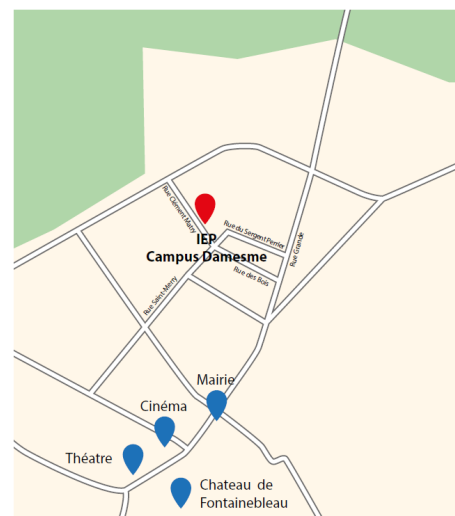 Rue Clément Matry
IEP
Campus Damesme
Rue du Sergent Perrier
Rue des Bois
Rue Grande
Rue Saint-Mérry
Mairie
Cinéma
Théatre
Chateau de
Fontainebleau